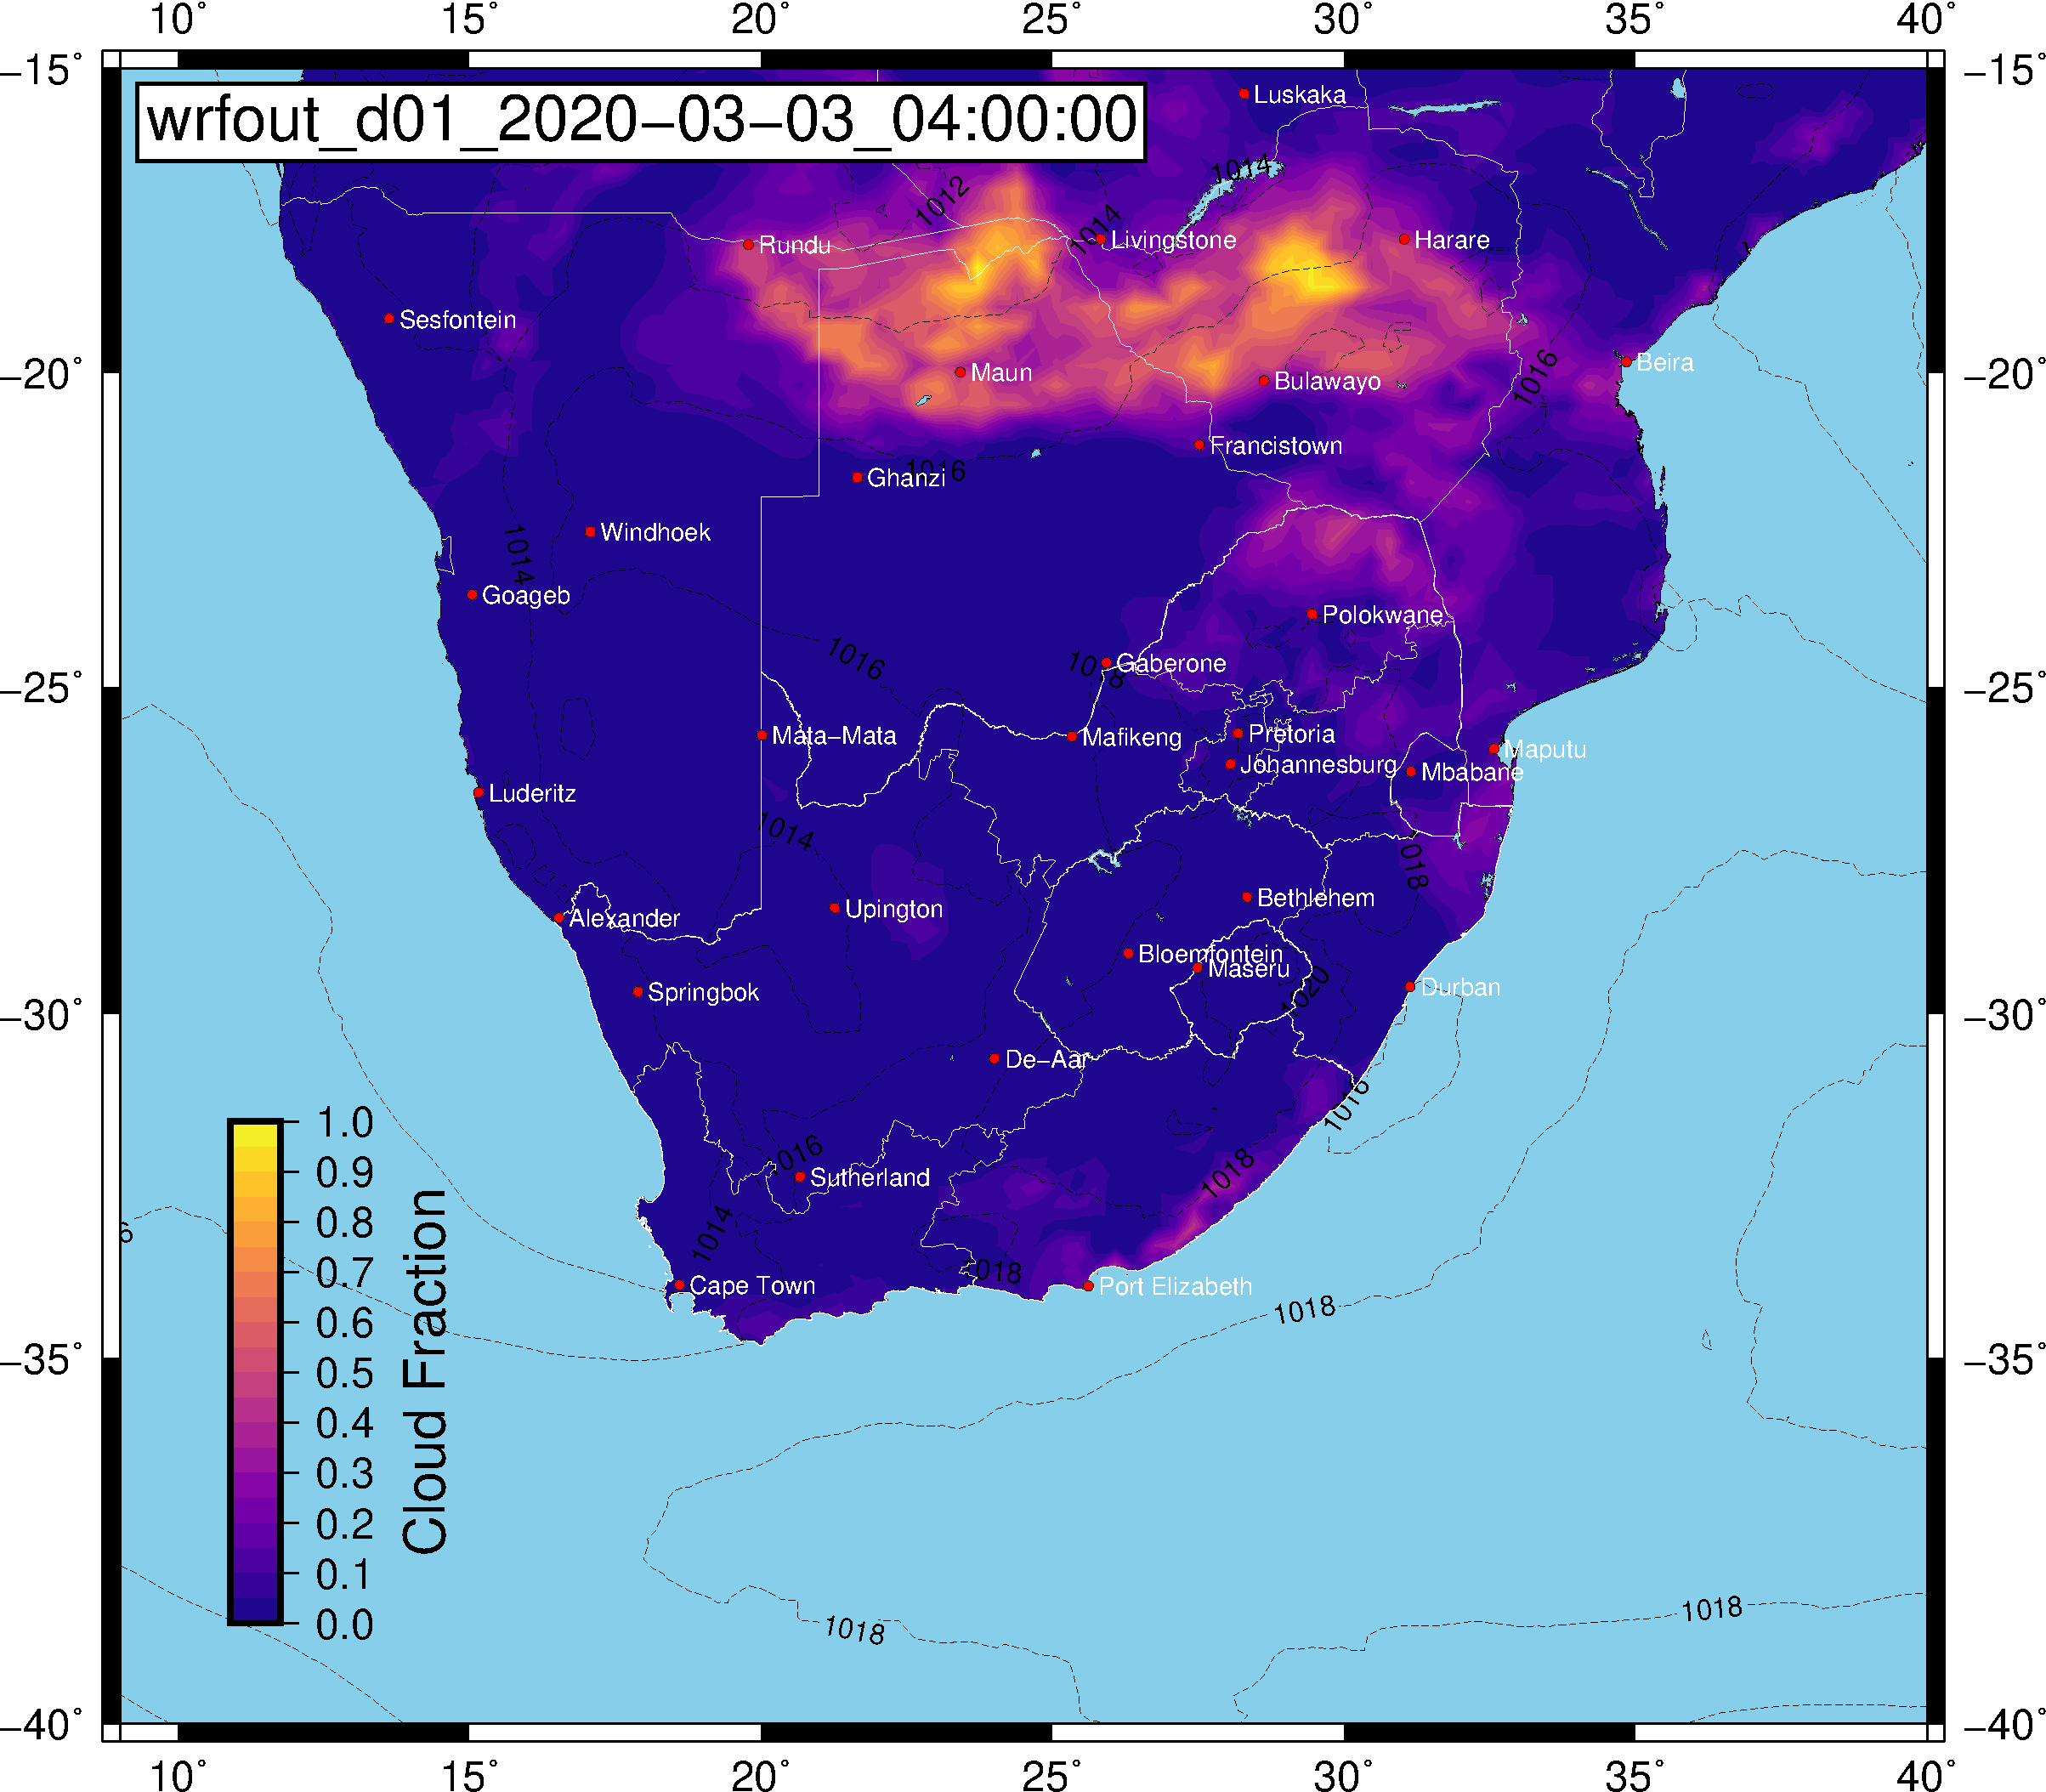 10° 15° 20° 25° 30° 35° 40°
−15° −15°
wrfout_d01_2020−03−03_04:00:00
Luskaka
1014
1012
1014
Rundu
Livingstone
Harare
Sesfontein
−20° −20°
Maun
Bulawayo
1016
Beira
Francistown
1016
Ghanzi
Windhoek
1014
Goageb
Polokwane
1016
1018
Gaberone
−25° −25°
Mata−Mata
Mafikeng
Pretoria
Maputu
Johannesburg
Mbabane
Luderitz
1014
1018
Bethlehem
Upington
Alexander
Bloemfontein
Maseru
1020
Durban
Springbok
−30° −30°
De−Aar
1016
1016
1018
Sutherland
1014
6
1018
Cape Town
Port Elizabeth
1018
−35° −35°
1.0
0.9
0.8
0.7
0.6
0.5
0.4
0.3
0.2
0.1
0.0
Cloud Fraction
1018
1018
−40° −40°
10° 15° 20° 25° 30° 35° 40°